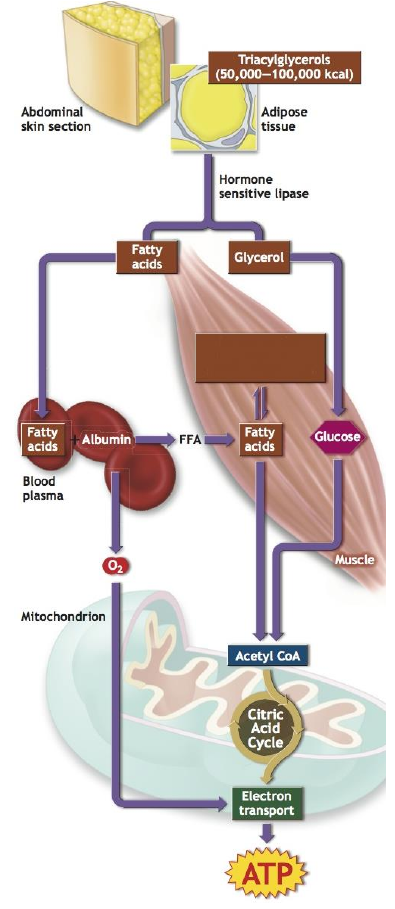 Triacylglycerols
(50,000–100,000 kcal)
Abdominal
skin section
Adipose
tissue
Hormone
sensitive lipase
Fatty
acids
Glycerol
Fatty
acids
+
Albumin
FFA
Fatty
acids
Glucose
Blood
plasma
Muscle
O₂
Mitochondrion
Acetyl CoA
Citric
Acid
Cycle
Electron
transport
ATP